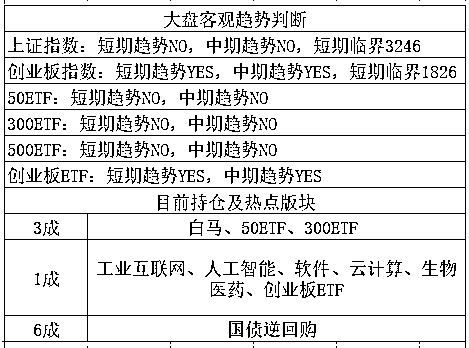 大盘客观趋势判断
上证指数：短期趋势NO，中期趋势NO，短期临界3246
创业板指数：短期趋势YES，中期趋势YES，短期临界1826
50ETF：短期趋势NO，中期趋势NO
300ETF：短期趋势NO，中期趋势NO
500ETF：短期趋势NO，中期趋势NO
创业板ETF：短期趋势YES，中期趋势YES
目前持仓及热点版块
3成 白马、50ETF、300ETF
1成 工业互联网、人工智能、软件、云计算、生物
医药、创业板ETF
6成 国债逆回购